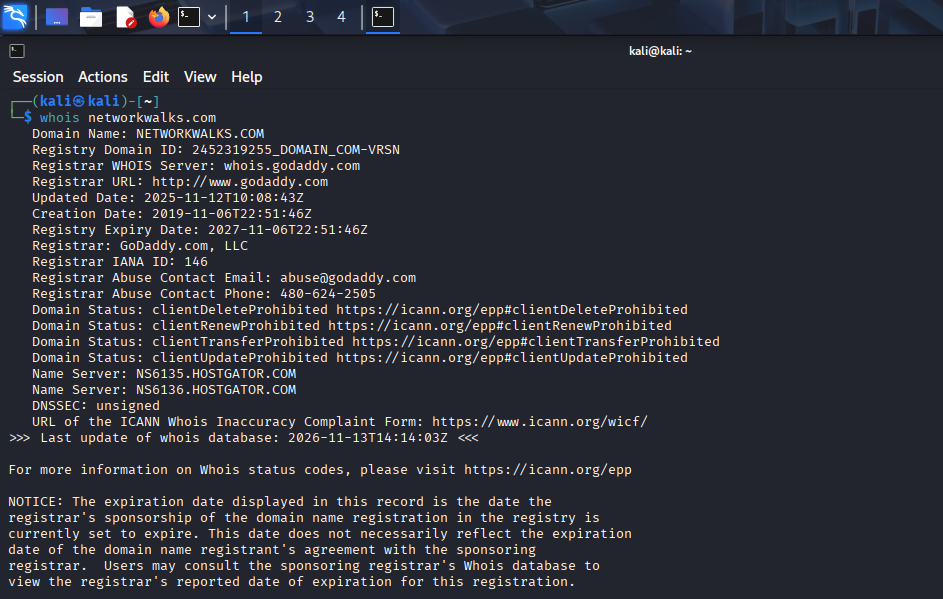 1 2 3 4
kali@kali: ~
Session Actions Edit View Help
┌──(kali㉿kali)-[~]
└─$ whois networkwalks.com
Domain Name: NETWORKWALKS.COM
Registry Domain ID: 2452319255_DOMAIN_COM-VRSN
Registrar WHOIS Server: whois.godaddy.com
Registrar URL: http://www.godaddy.com
Updated Date: 2025-11-12T10:08:43Z
Creation Date: 2019-11-06T22:51:46Z
Registry Expiry Date: 2027-11-06T22:51:46Z
Registrar: GoDaddy.com, LLC
Registrar IANA ID: 146
Registrar Abuse Contact Email: abuse@godaddy.com
Registrar Abuse Contact Phone: 480-624-2505
Domain Status: clientDeleteProhibited https://icann.org/epp#clientDeleteProhibited
Domain Status: clientRenewProhibited https://icann.org/epp#clientRenewProhibited
Domain Status: clientTransferProhibited https://icann.org/epp#clientTransferProhibited
Domain Status: clientUpdateProhibited https://icann.org/epp#clientUpdateProhibited
Name Server: NS6135.HOSTGATOR.COM
Name Server: NS6136.HOSTGATOR.COM
DNSSEC: unsigned
URL of the ICANN Whois Inaccuracy Complaint Form: https://www.icann.org/wicf/
>>> Last update of whois database: 2026-11-13T14:14:03Z <<<
For more information on Whois status codes, please visit https://icann.org/epp
NOTICE: The expiration date displayed in this record is the date the
registrar's sponsorship of the domain name registration in the registry is
currently set to expire. This date does not necessarily reflect the expiration
date of the domain name registrant's agreement with the sponsoring
registrar.  Users may consult the sponsoring registrar's Whois database to
view the registrar's reported date of expiration for this registration.